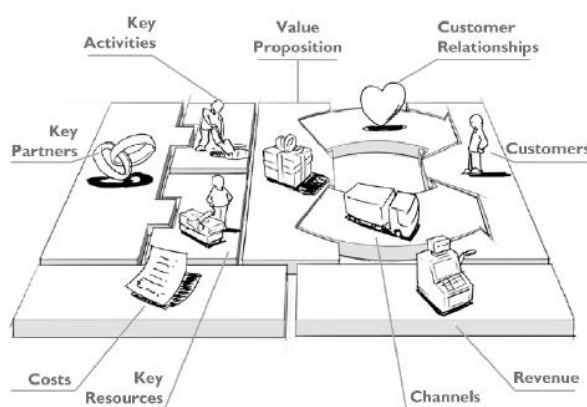 Key
Activities
Value
Proposition
Customer
Relationships
Key
Partners
Customers
Costs
Key
Resources
Channels
Revenue